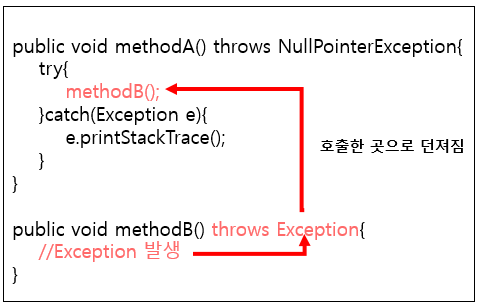 public void methodA() throws NullPointerException{
try{
methodB();
}catch(Exception e){
e.printStackTrace();
}
}
호출한 곳으로 던져짐
public void methodB() throws Exception{
//Exception 발생
}